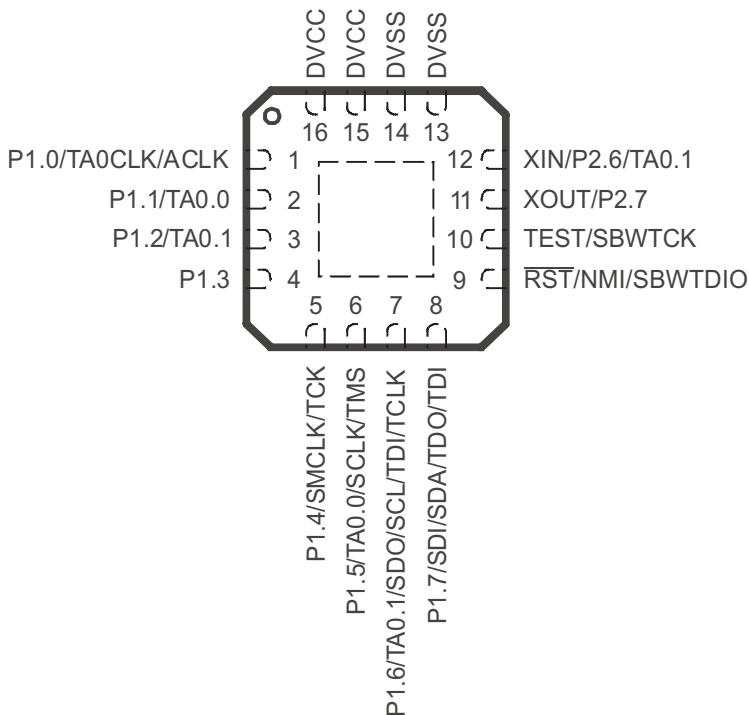 DVCC
DVCC
DVSS
DVSS
16
15
14
13
P1.0/TA0CLK/ACLK
1
12
XIN/P2.6/TA0.1
P1.1/TA0.0
2
11
XOUT/P2.7
P1.2/TA0.1
3
10
TEST/SBWTCK
P1.3
4
9
RST/NMI/SBWTDIO
5
6
7
8
P1.4/SMCLK/TCK
P1.5/TA0.0/SCLK/TMS
P1.6/TA0.1/SDO/SCL/TDI/TCLK
P1.7/SDI/SDA/TDO/TDI